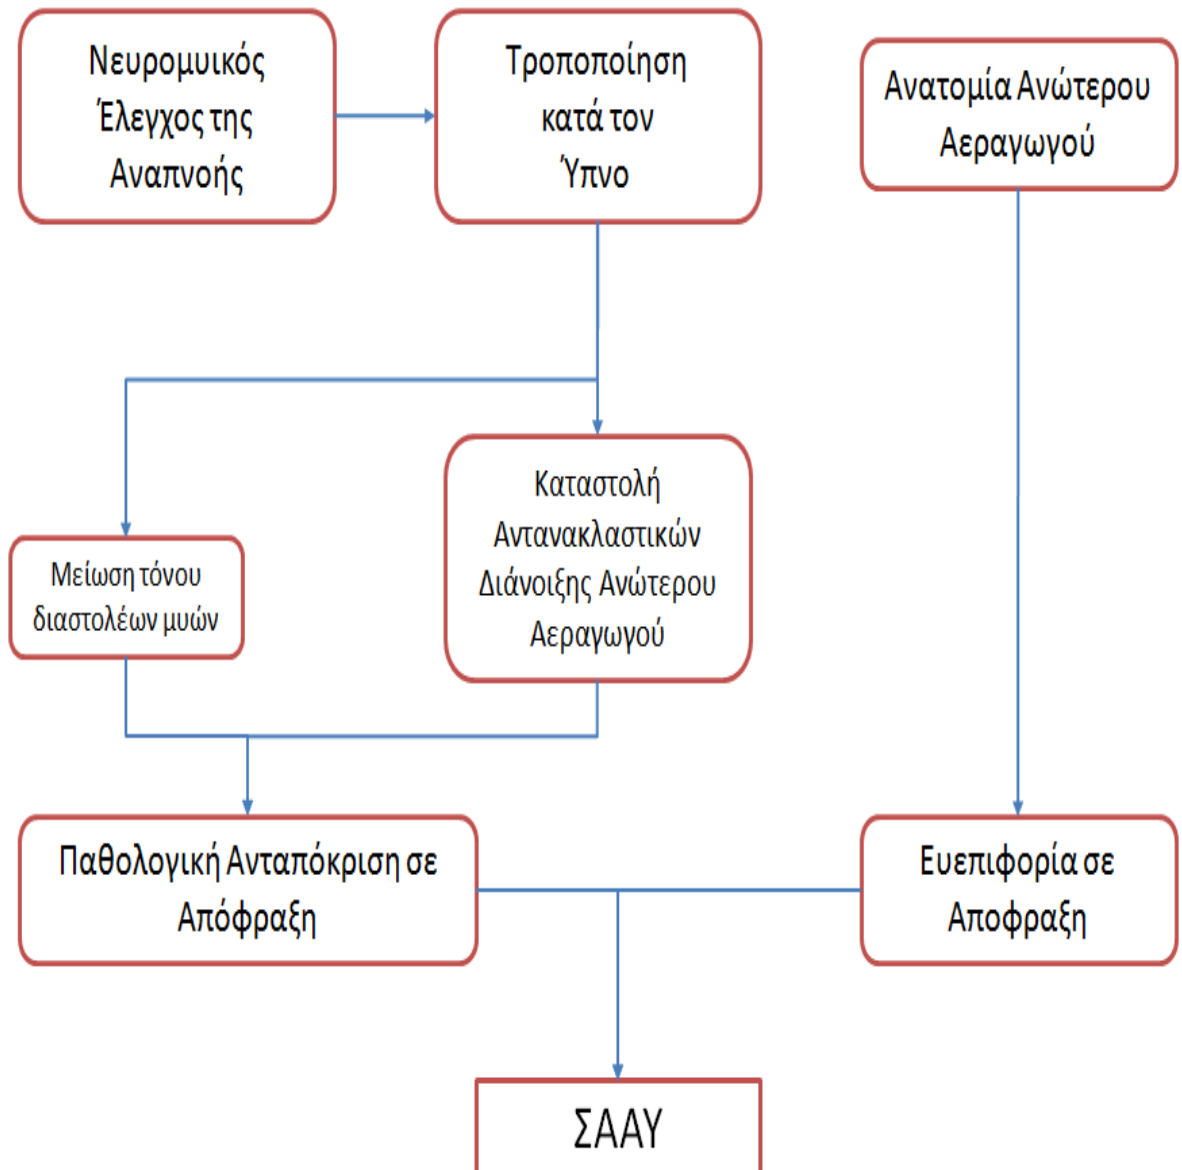 Νευρομυικός
Έλεγχος της
Αναπνοής
Τροποποίηση
κατά τον
Ύπνο
Ανατομία Ανώτερου
Αεραγωγού
Καταστολή
Αντανακλαστικών
Διάνοιξης Ανώτερου
Αεραγωγού
Μείωση τόνου
διαστολέων μυών
Παθολογική Ανταπόκριση σε
Απόφραξη
Ευεπιφορία σε
Αποφραξη
ΣΑΑΥ